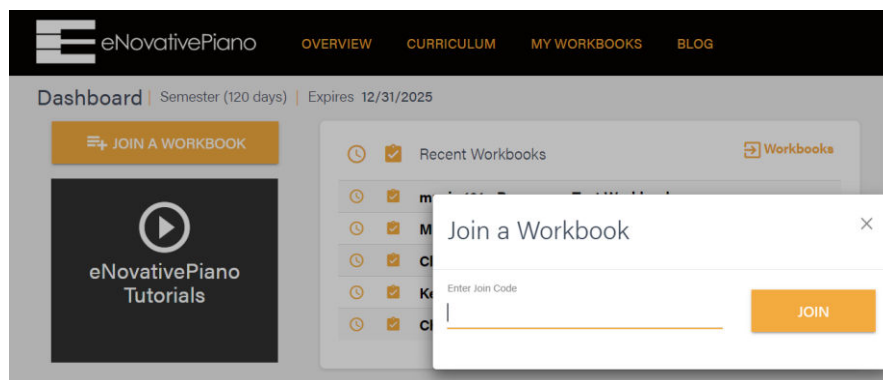 eNovativePiano OVERVIEW CURRICULUM MY WORKBOOKS BLOG
Dashboard | Semester (120 days) | Expires 12/31/2025
JOIN A WORKBOOK
Recent Workbooks
Workbooks
eNovativePiano
Tutorials
Join a Workbook
Enter Join Code
JOIN